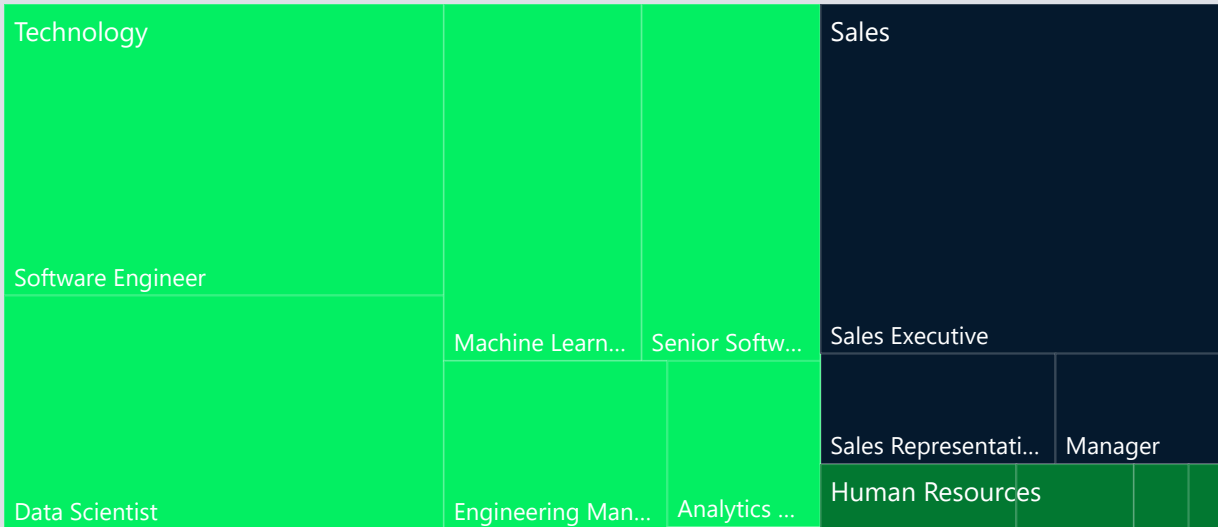 Technology
Software Engineer
Data Scientist
Machine Learn...
Senior Softw...
Engineering Man...
Analytics ...
Sales
Sales Executive
Sales Representati...
Manager
Human Resources